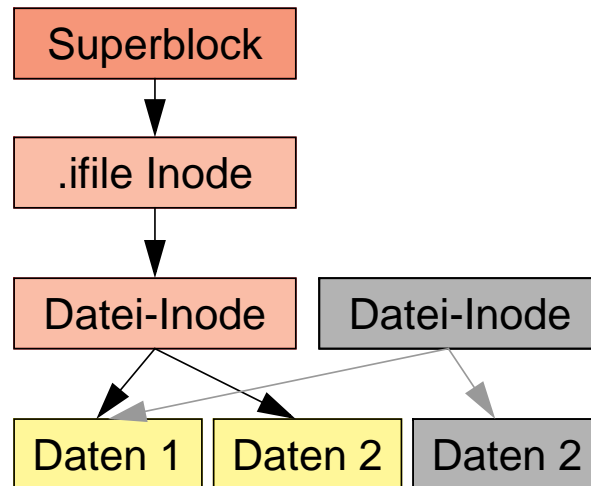 Superblock
.ifile Inode
Datei-Inode
Datei-Inode
Daten 1
Daten 2
Daten 2